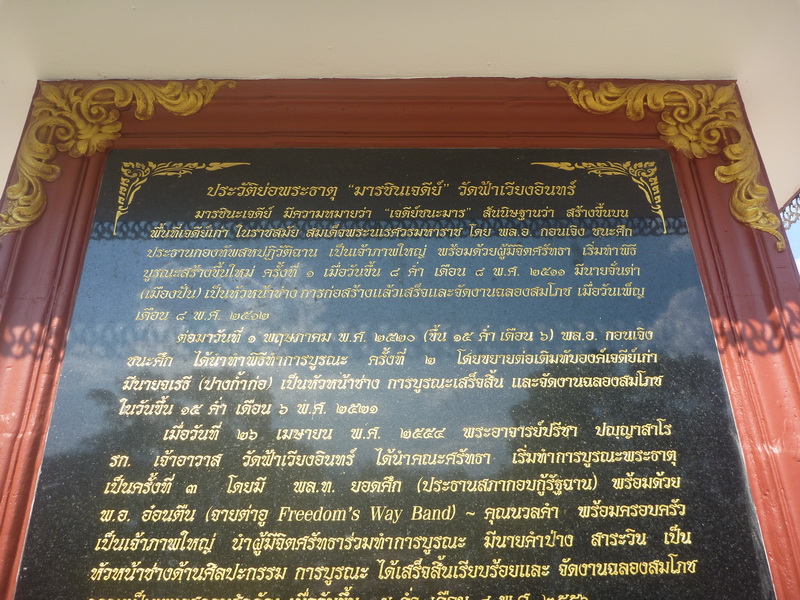 ประวัติย่อพระธาตุ "มารชินเจดีย์" วัดฟ้าเวียงอินทร์
มารชินะเจดีย์ มีความหมายว่า "เจดีย์ชนะมาร" สันนิษฐานว่า สร้างขึ้นบน
พื้นที่เจดีย์เก่า ในราชสมัย สมเด็จพระนเรศวรมหาราช โดย พล.อ. กอนเจิง ชนะศึก
ประธานกองทัพสหปฏิวัติฉาน เป็นเจ้าภาพใหญ่ พร้อมด้วยผู้มีจิตศรัทธา เริ่มทำพิธี
บูรณะสร้างขึ้นใหม่ ครั้งที่ ๑ เมื่อวันขึ้น ๘ ค่ำ เดือน ๘ พ.ศ. ๒๕๑๑ มีนายจั่นต่า
(เมืองปั่น) เป็นหัวหน้าช่าง การก่อสร้างแล้วเสร็จและจัดงานฉลองสมโภช เมื่อวันเพ็ญ
เดือน ๘ พ.ศ. ๒๕๑๒
ต่อมาวันที่ ๑ พฤษภาคม พ.ศ. ๒๕๒๐ (ขึ้น ๑๕ ค่ำ เดือน ๖) พล.อ. กอนเจิง
ชนะศึก ได้นำทำพิธีทำการบูรณะ ครั้งที่ ๒ โดยขยายต่อเติมทับองค์เจดีย์เก่า
มีนายจเรธี (ปางก้ำก่อ) เป็นหัวหน้าช่าง การบูรณะเสร็จสิ้น และจัดงานฉลองสมโภช
ในวันขึ้น ๑๕ ค่ำ เดือน ๖ พ.ศ. ๒๕๒๑
เมื่อวันที่ ๒๖ เมษายน พ.ศ. ๒๕๕๔ พระอาจารย์ปรีชา ปญฺญาสาโร
รก. เจ้าอาวาส วัดฟ้าเวียงอินทร์ ได้นำคณะศรัทธา เริ่มทำการบูรณะพระธาตุ
เป็นครั้งที่ ๓ โดยมี พล.ท. ยอดศึก (ประธานสภากอบกู้รัฐฉาน) พร้อมด้วย
พ.อ. อ่อนตืน (จายต่าอู Freedom's Way Band) ~ คุณนวลคำ พร้อมครอบครัว
เป็นเจ้าภาพใหญ่ นำผู้มีจิตศรัทธาร่วมทำการบูรณะ มีนายคำป่าง สาระวิน เป็น
หัวหน้าช่างด้านศิลปะกรรม การบูรณะ ได้เสร็จสิ้นเรียบร้อยและ จัดงานฉลองสมโภช